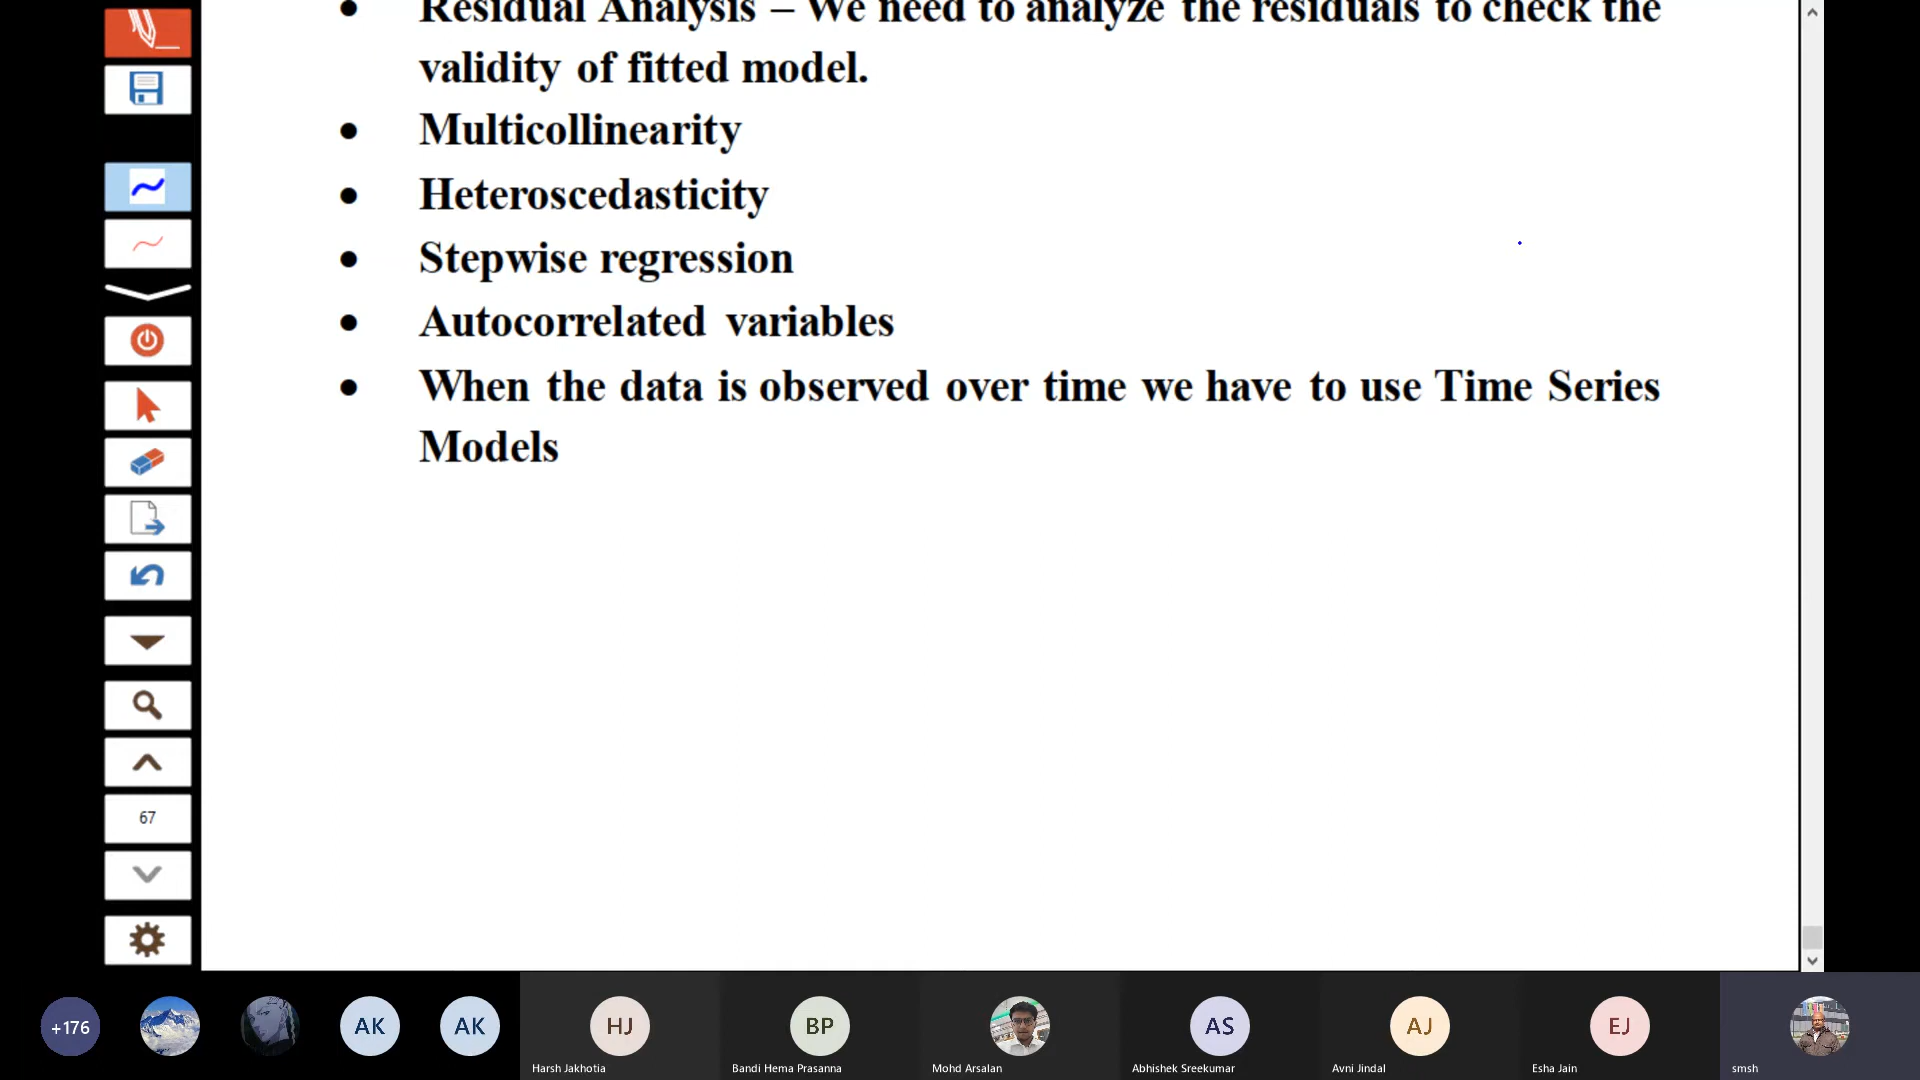 Residual Analysis – We need to analyze the residuals to check the
validity of fitted model.
Multicollinearity
Heteroscedasticity
Stepwise regression
Autocorrelated variables
When the data is observed over time we have to use Time Series
Models
67
+176
AK
AK
HJ
BP
AS
AJ
EJ
Harsh Jakhotia
Bandi Hema Prasanna
Mohd Arsalan
Abhishek Sreekumar
Avni Jindal
Esha Jain
smsh